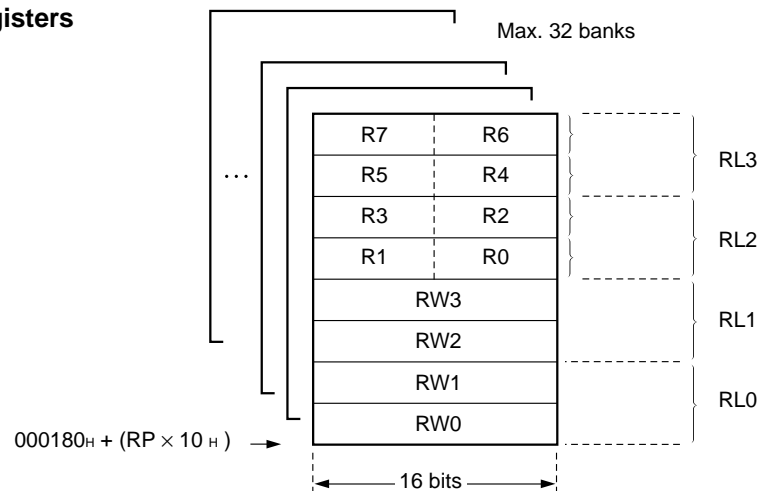 Max. 32 banks
R7 R6
RL3
... R5 R4
R3 R2
RL2
R1 R0
RW3
RL1
RW2
RW1
RL0
RW0
000180H + (RP × 10 H )
16 bits